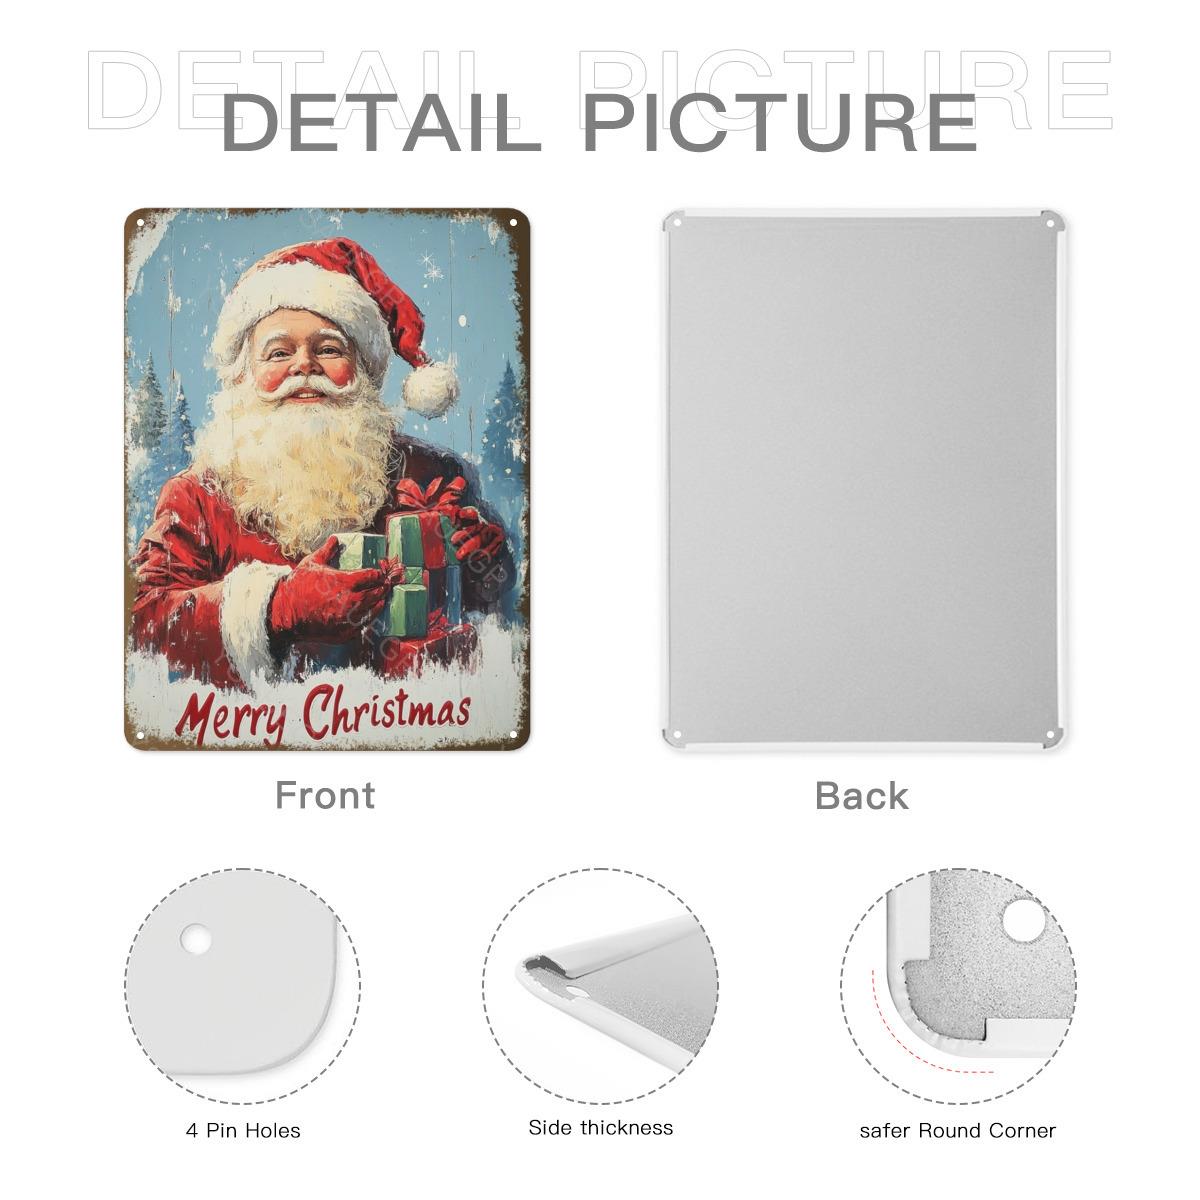 DETAIL PICTURE
DETAIL PICTURE
Merry Christmas
Front
Back
4 Pin Holes
Side thickness
safer Round Corner